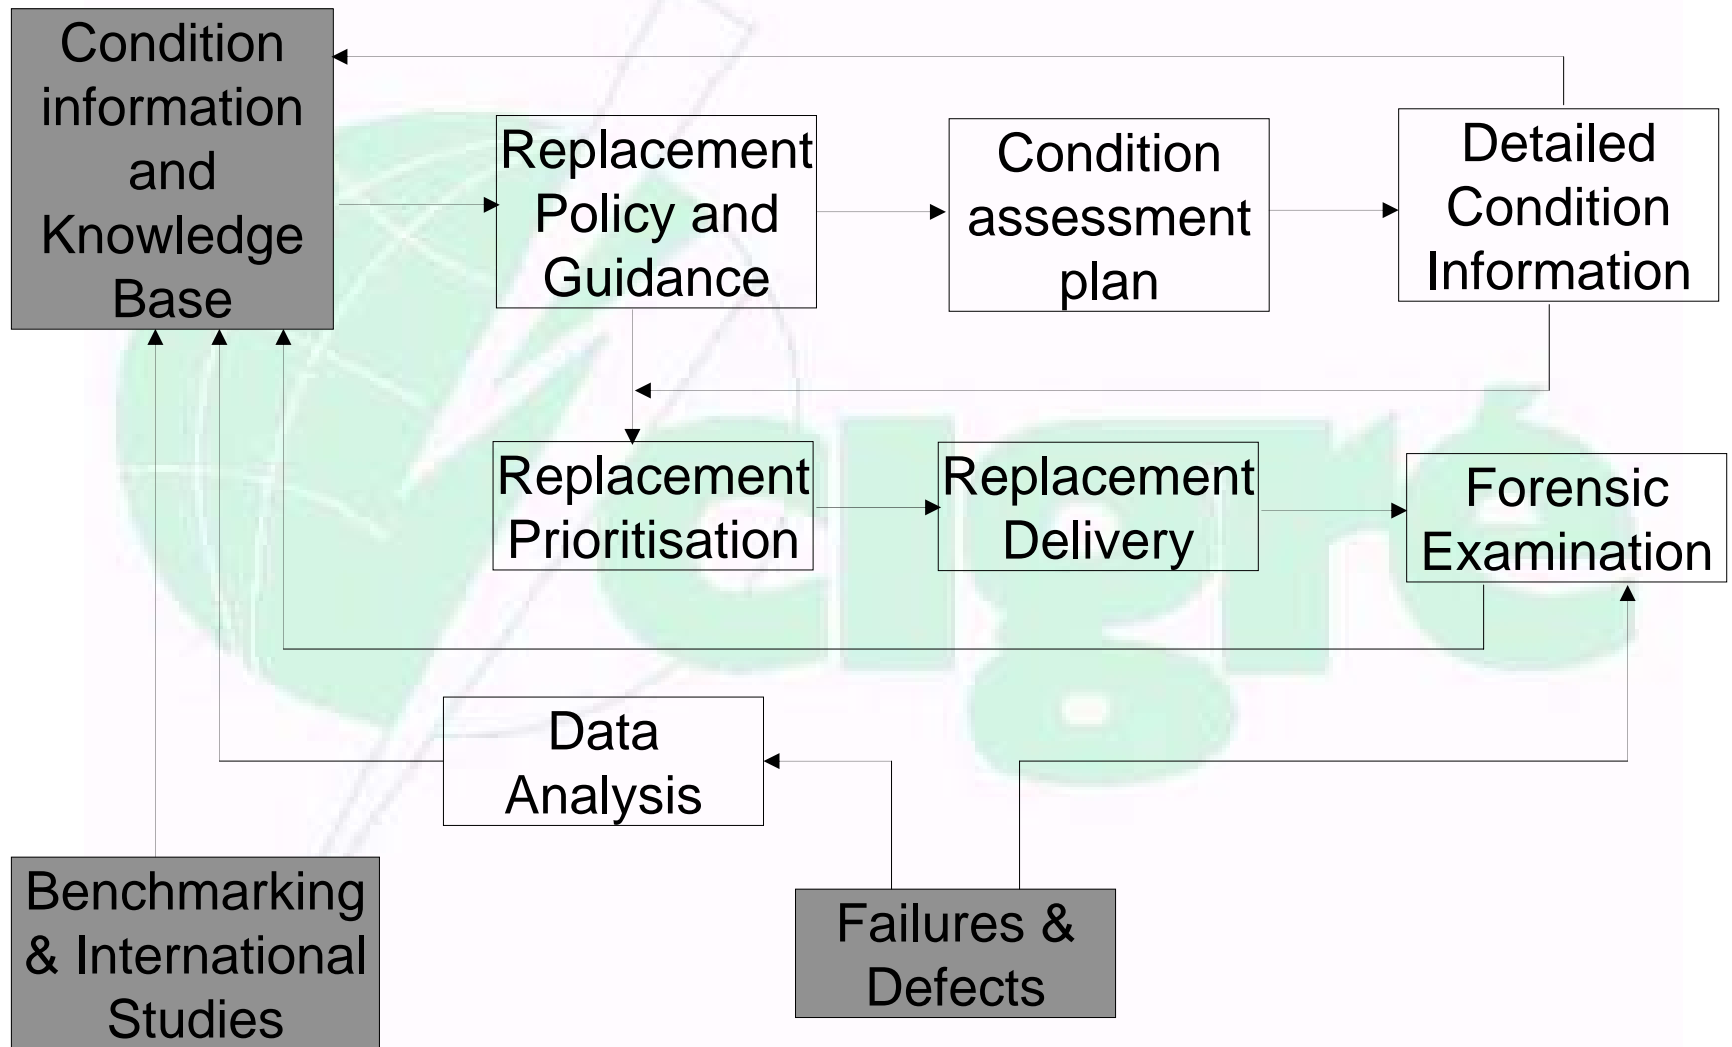 Condition
information
and
Knowledge
Base
Replacement
Policy and
Guidance
Condition
assessment
plan
Detailed
Condition
Information
Replacement
Prioritisation
Replacement
Delivery
Forensic
Examination
Data
Analysis
Benchmarking
& International
Studies
Failures &
Defects
cigré